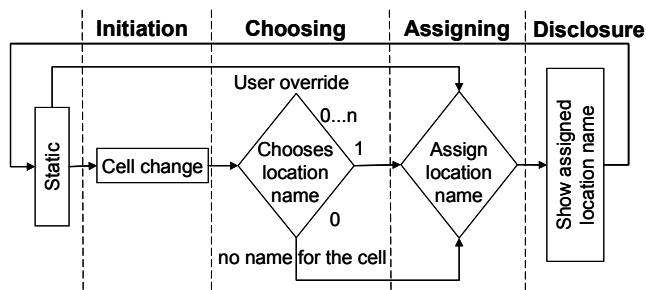 Initiation
Choosing
Assigning
Disclosure
User override
0...n
Static
Cell change
Chooses
location
name
1
0
Assign
location
name
Show assigned
location name
no name for the cell